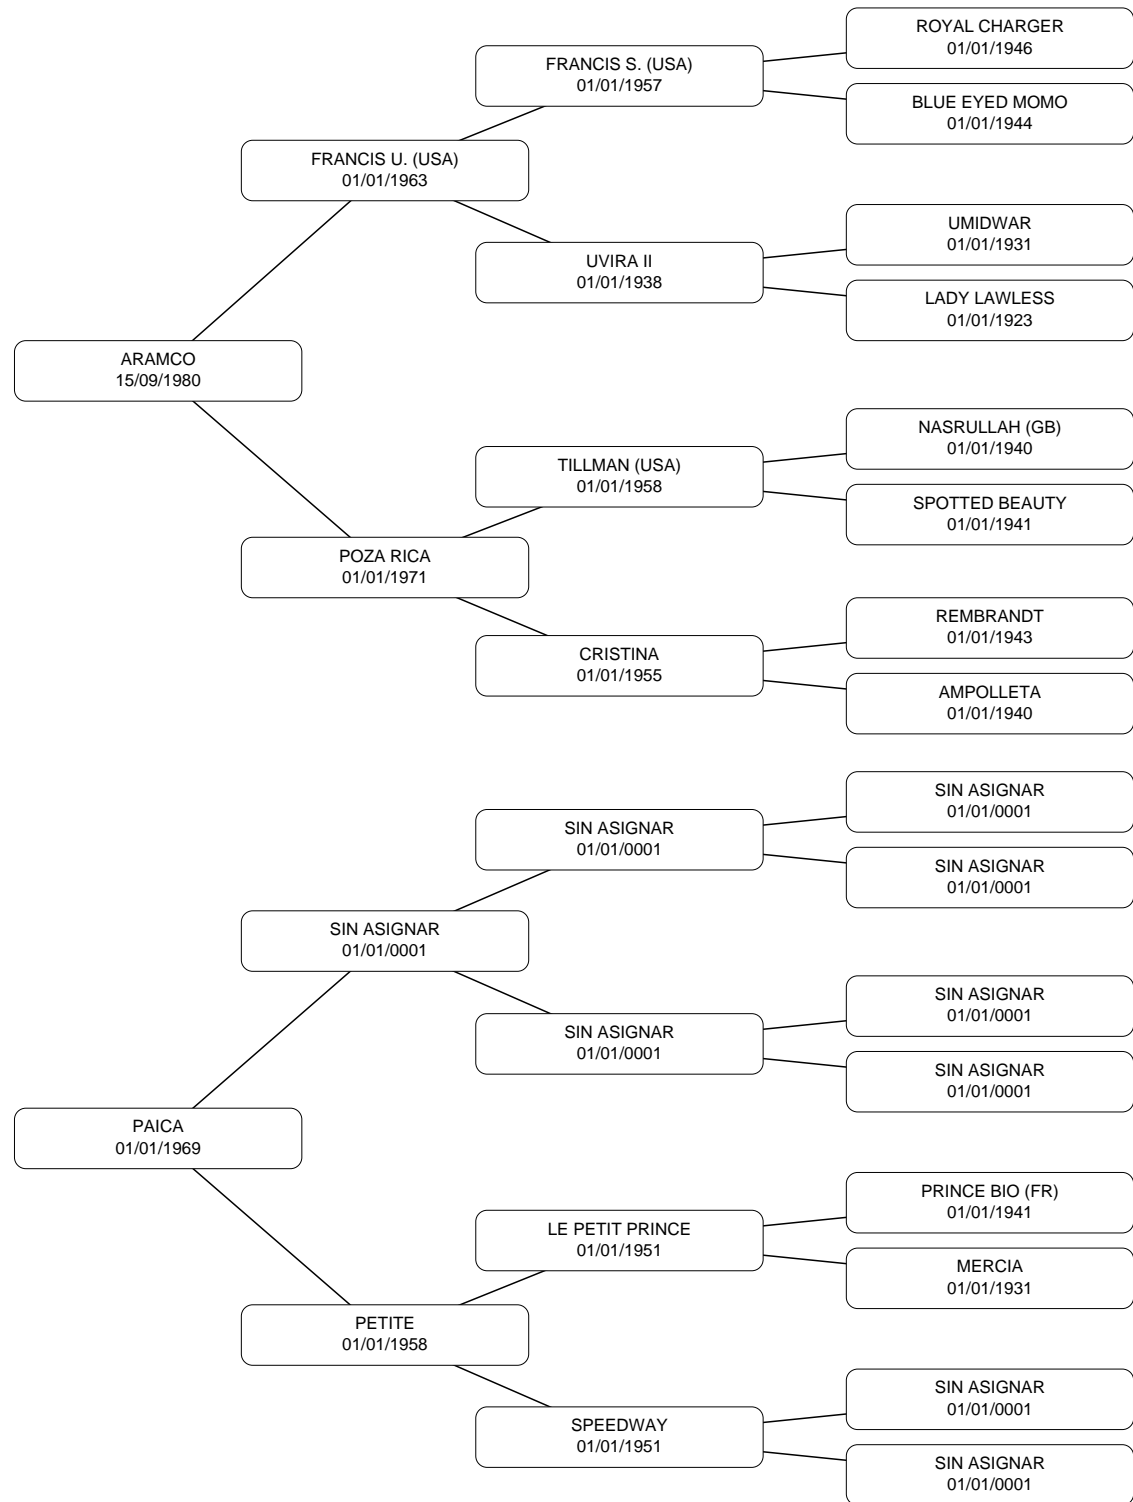 ROYAL CHARGER
01/01/1946
FRANCIS S. (USA)
01/01/1957
BLUE EYED MOMO
01/01/1944
FRANCIS U. (USA)
01/01/1963
UMIDWAR
01/01/1931
UVIRA II
01/01/1938
LADY LAWLESS
01/01/1923
ARAMCO
15/09/1980
NASRULLAH (GB)
01/01/1940
TILLMAN (USA)
01/01/1958
SPOTTED BEAUTY
01/01/1941
POZA RICA
01/01/1971
REMBRANDT
01/01/1943
CRISTINA
01/01/1955
AMPOLLETA
01/01/1940
SIN ASIGNAR
01/01/0001
SIN ASIGNAR
01/01/0001
SIN ASIGNAR
01/01/0001
SIN ASIGNAR
01/01/0001
SIN ASIGNAR
01/01/0001
SIN ASIGNAR
01/01/0001
SIN ASIGNAR
01/01/0001
PAICA
01/01/1969
PRINCE BIO (FR)
01/01/1941
LE PETIT PRINCE
01/01/1951
MERCIA
01/01/1931
PETITE
01/01/1958
SIN ASIGNAR
01/01/0001
SPEEDWAY
01/01/1951
SIN ASIGNAR
01/01/0001